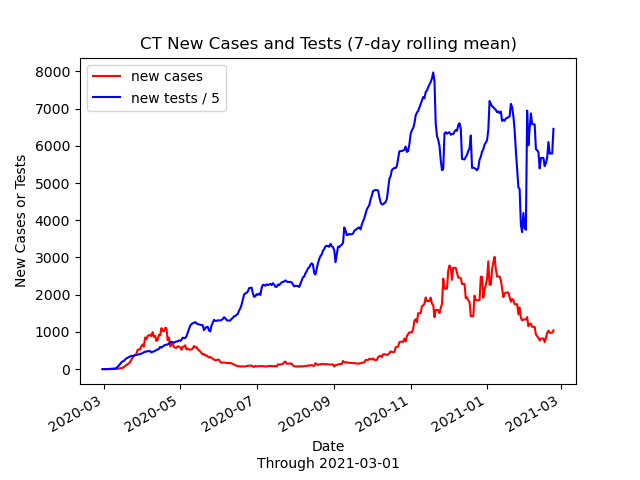 CT New Cases and Tests (7-day rolling mean)
new cases
new tests / 5
New Cases or Tests
8000
7000
6000
5000
4000
3000
2000
1000
0
2020-03
2020-05
2020-07
2020-09
2020-11
2021-01
2021-03
Date
Through 2021-03-01